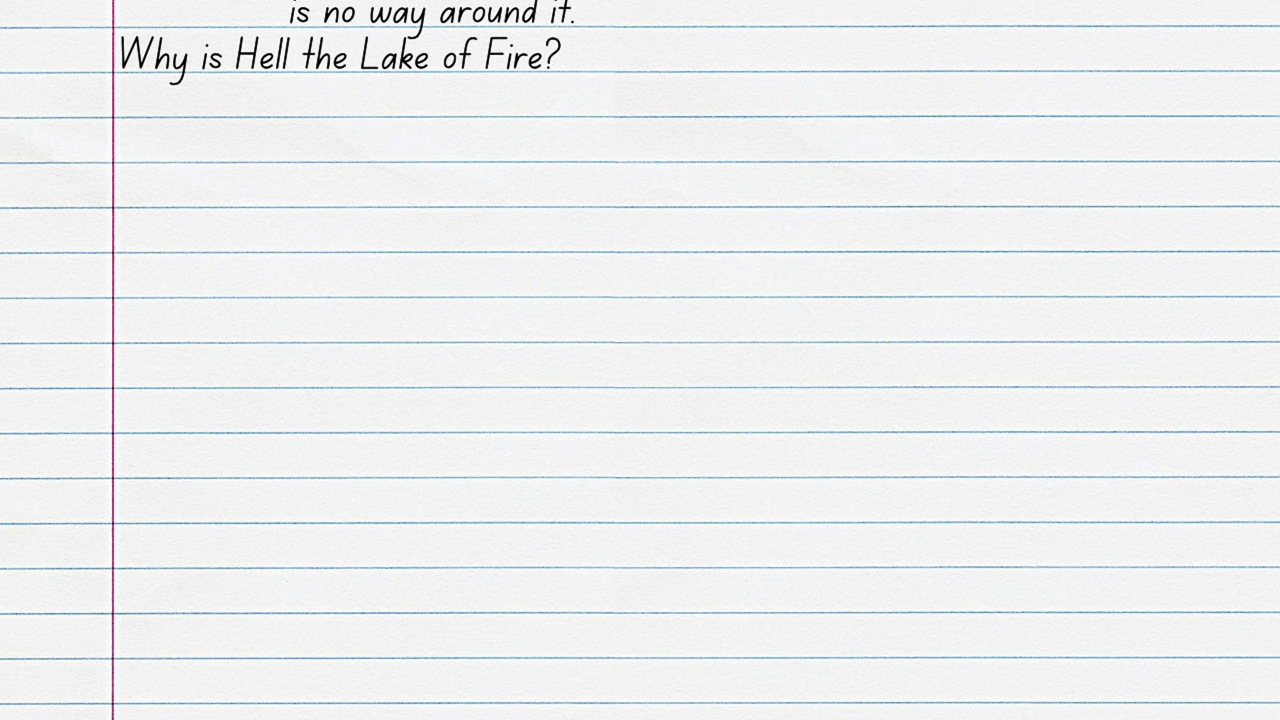 is no way around it.
Why is Hell the Lake of Fire?